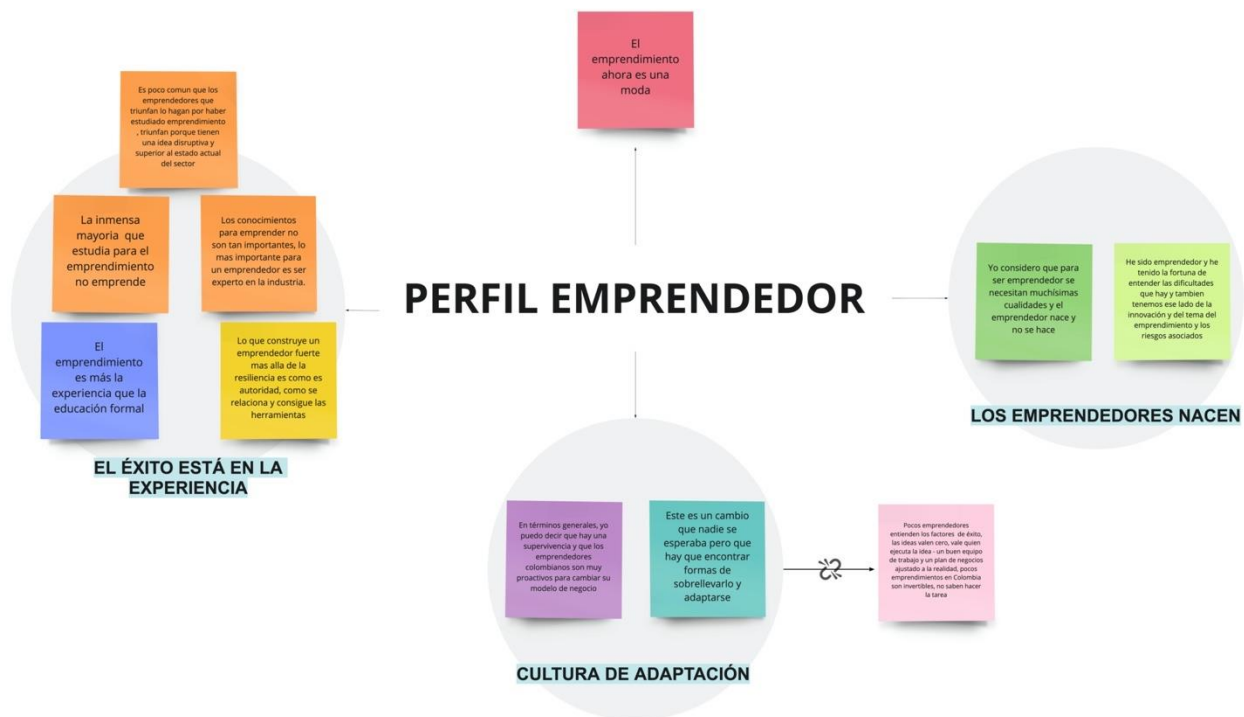 El
emprendimiento
ahora es una
moda
Es poco comun que los
emprendedores que
triunfan lo hagan por haber
estudiado emprendimiento
, triunfan porque tienen
una idea disruptiva y
superior al estado actual
del sector
La inmensa
mayoria que
estudia para el
emprendimiento
no emprende
Los conocimientos
para emprender no
son tan importantes, lo
mas importante para
un emprendedor es ser
experto en la industria.
El
emprendimiento
es más la
experiencia que la
educación formal
Lo que construye un
emprendedor fuerte
mas alla de la
resiliencia es como es
autoridad, como se
relaciona y consigue las
herramientas
EL ÉXITO ESTÁ EN LA
EXPERIENCIA
PERFIL EMPRENDEDOR
Yo considero que para
ser emprendedor se
necesitan muchísimas
cualidades y el
emprendedor nace y
no se hace
He sido emprendedor y he
tenido la fortuna de
entender las dificultades
que hay y tambien
tenemos ese lado de la
innovación y del tema del
emprendimiento y los
riesgos asociados
LOS EMPRENDEDORES NACEN
En términos generales, yo
puedo decir que hay una
supervivencia y que los
emprendedores
colombianos son muy
proactivos para cambiar su
modelo de negocio
Este es un cambio
que nadie se
esperaba pero que
hay que encontrar
formas de
sobrellevarlo y
adaptarse
Pocos emprendedores
entienden los factores de éxito,
las ideas valen cero, vale quien
ejecuta la idea - un buen equipo
de trabajo y un plan de negocios
ajustado a la realidad, pocos
emprendimientos en Colombia
son invertibles, no saben hacer
la tarea
CULTURA DE ADAPTACIÓN